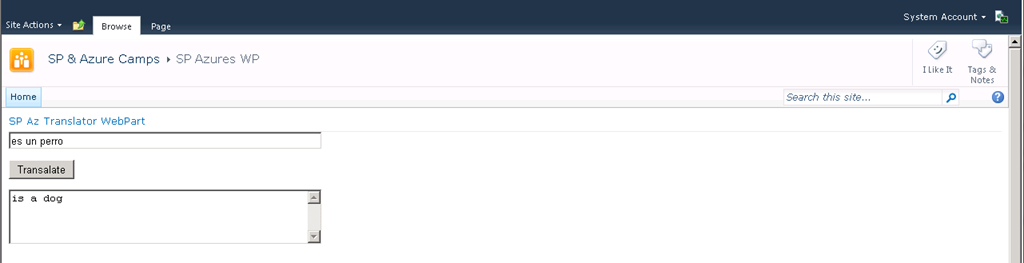 Site Actions Browse Page System Account
SP & Azure Camps SP Azures WP
I Like It Tags & Notes
Home Search this site... ?
SP Az Translator WebPart
es un perro
Transalate
is a dog